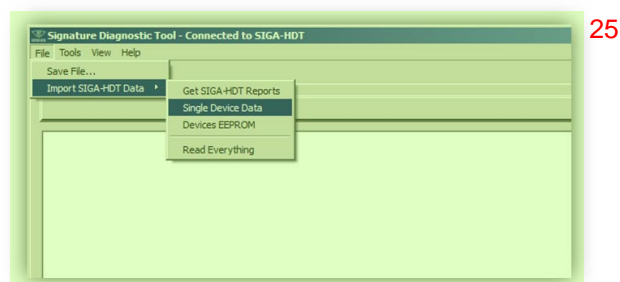 Signature Diagnostic Tool - Connected to SIGA-HDT
25
File Tools View Help
Save File...
Import SIGA-HDT Data
Get SIGA-HDT Reports
Single Device Data
Devices EEPROM
Read Everything